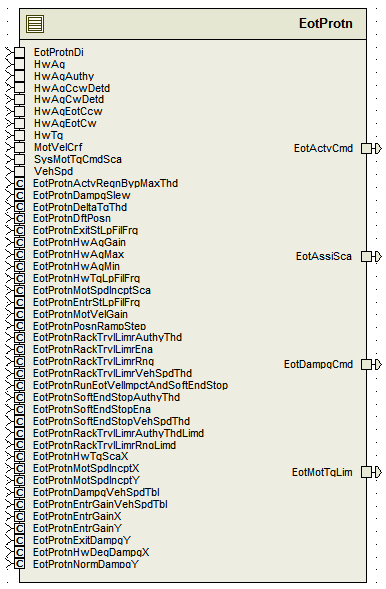 EotProtn
EotProtnDi
HwAg
HwAgAuthy
HwAgCcwDetd
HwAgCwDetd
HwAgEotCcw
HwAgEotCw
HwTg
MotVelCrf
EotActvCmd
SysMotTqCmdSca
VehSpd
C EotProtnActvRegnBypMaxThd
C EotProtnDampgSlew
C EotProtnDeltaTqThd
C EotProtnDftPosn
C EotProtnExitStLpFilFrq
C EotProtnHwAgGain
C EotProtnHwAgMax
EotAssiSca
C EotProtnHwAgMin
C EotProtnHwTqLpFilFrq
C EotProtnMotSpdIncptSca
C EotProtnEntrStLpFilFrq
C EotProtnMotVelGain
C EotProtnPosnRampStep
C EotProtnRackTrvlLimrAuthyThd
C EotProtnRackTrvlLimrEna
C EotProtnRackTrvlLimrRng
EotDampgCmd
C EotProtnRackTrvlLimrVehSpdThd
C EotProtnRunEotVelImpctAndSoftEndStop
C EotProtnSoftEndStopAuthyThd
C EotProtnSoftEndStopEna
C EotProtnSoftEndStopVehSpdThd
C EotProtnRackTrvlLimrAuthyThdLimd
C EotProtnRackTrvlLimrRngLimd
C EotProtnHwTqScaX
C EotProtnMotSpdIncptX
EotMotTqLim
C EotProtnMotSpdIncptY
C EotProtnDampgVehSpdTbl
C EotProtnEntrGainVehSpdTbl
C EotProtnEntrGainX
C EotProtnEntrGainY
C EotProtnExitDampgY
C EotProtnHwDegDampgX
C EotProtnNormDampgY